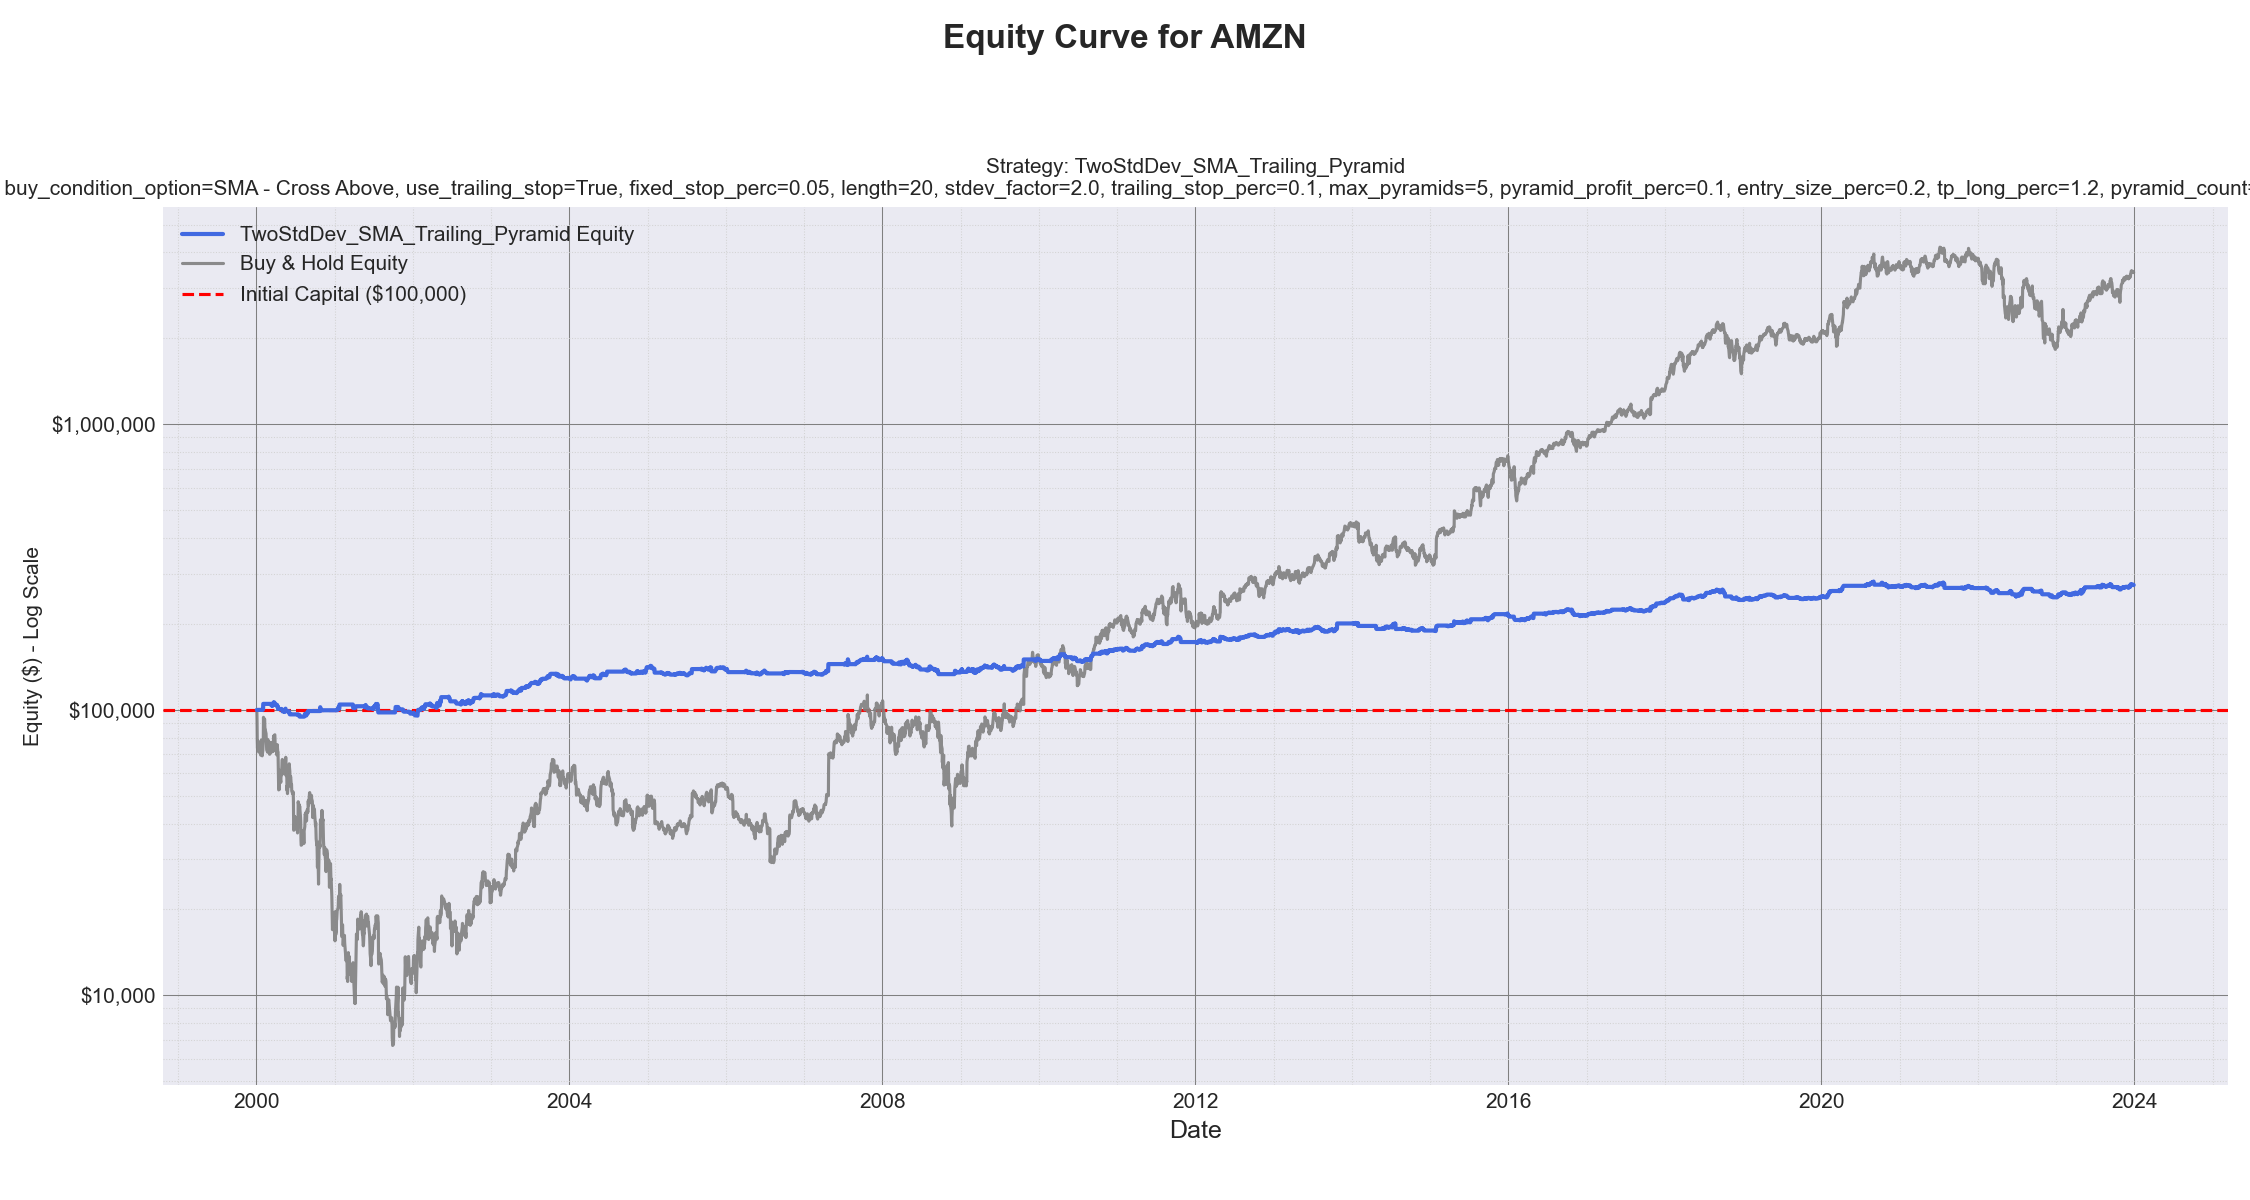 Equity Curve for AMZN
Strategy: TwoStdDev_SMA_Trailing_Pyramid
buy_condition_option=SMA - Cross Above, use_trailing_stop=True, fixed_stop_perc=0.05, length=20, stdev_factor=2.0, trailing_stop_perc=0.1, max_pyramids=5, pyramid_profit_perc=0.1, entry_size_perc=0.2, tp_long_perc=1.2, pyramid_count=
TwoStdDev_SMA_Trailing_Pyramid Equity
Buy & Hold Equity
Initial Capital ($100,000)
Equity ($) - Log Scale
$1,000,000
$100,000
$10,000
2000 2004 2008 2012 2016 2020 2024
Date